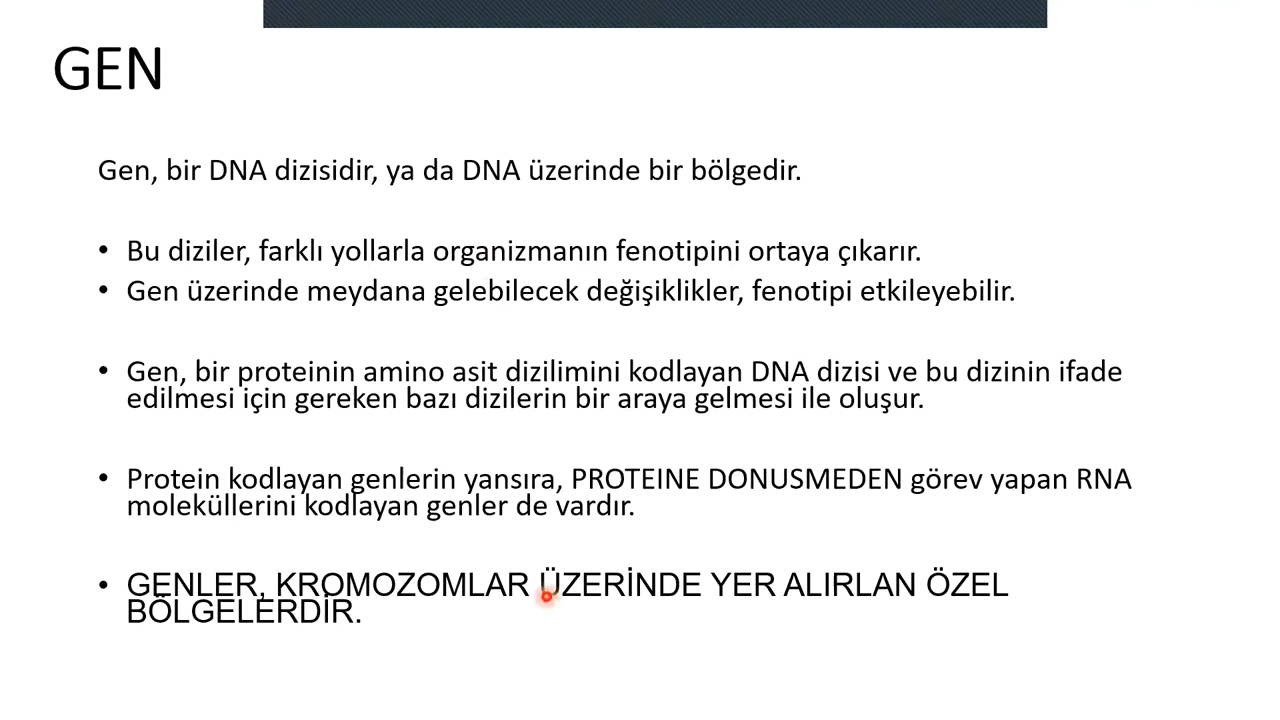 GEN
Gen, bir DNA dizisidir, ya da DNA üzerinde bir bölgedir.
• Bu diziler, farklı yollarla organizmanın fenotipini ortaya çıkarır.
• Gen üzerinde meydana gelebilecek değişiklikler, fenotipi etkileyebilir.
• Gen, bir proteinin amino asit dizilimini kodlayan DNA dizisi ve bu dizinin ifade
edilmesi için gereken bazı dizilerin bir araya gelmesi ile oluşur.
• Protein kodlayan genlerin yansıra, PROTEINE DONUSMEDEN görev yapan RNA
moleküllerini kodlayan genler de vardır.
• GENLER, KROMOZOMLAR ÜZERİNDE YER ALIRLAN ÖZEL
BÖLGELERDİR.